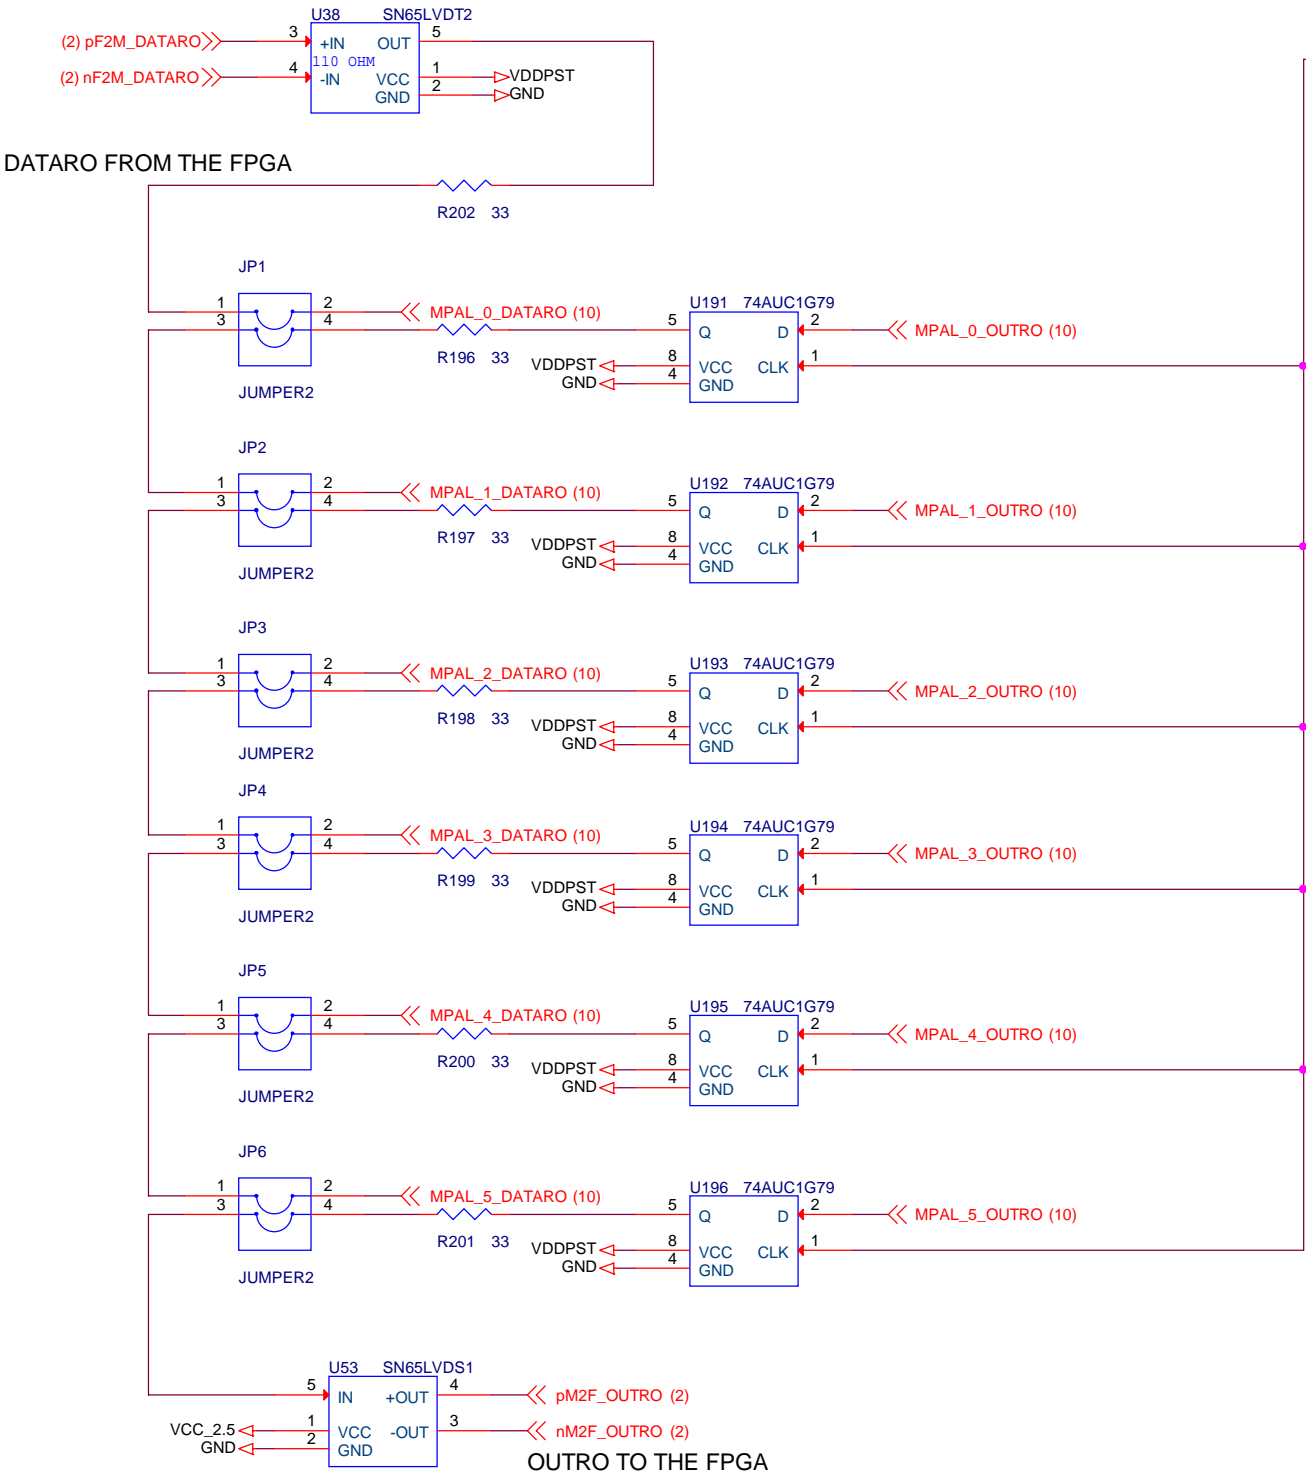 U38 SN65LVDT2
(2) pF2M_DATARO 3 +IN OUT 5
110 OHM
(2) nF2M_DATARO 4 -IN VCC 1 VDDPST
GND 2 GND
DATARO FROM THE FPGA
R202 33
JP1
1 2 MPAL_0_DATARO (10)
3 4
R196 33
JUMPER2
U191 74AUC1G79
5 Q D 2 MPAL_0_OUTRO (10)
VDDPST 8 VCC CLK 1
GND 4 GND
JP2
1 2 MPAL_1_DATARO (10)
3 4
R197 33
JUMPER2
U192 74AUC1G79
5 Q D 2 MPAL_1_OUTRO (10)
VDDPST 8 VCC CLK 1
GND 4 GND
JP3
1 2 MPAL_2_DATARO (10)
3 4
R198 33
JUMPER2
U193 74AUC1G79
5 Q D 2 MPAL_2_OUTRO (10)
VDDPST 8 VCC CLK 1
GND 4 GND
JP4
1 2 MPAL_3_DATARO (10)
3 4
R199 33
JUMPER2
U194 74AUC1G79
5 Q D 2 MPAL_3_OUTRO (10)
VDDPST 8 VCC CLK 1
GND 4 GND
JP5
1 2 MPAL_4_DATARO (10)
3 4
R200 33
JUMPER2
U195 74AUC1G79
5 Q D 2 MPAL_4_OUTRO (10)
VDDPST 8 VCC CLK 1
GND 4 GND
JP6
1 2 MPAL_5_DATARO (10)
3 4
R201 33
JUMPER2
U196 74AUC1G79
5 Q D 2 MPAL_5_OUTRO (10)
VDDPST 8 VCC CLK 1
GND 4 GND
U53 SN65LVDS1
5 IN +OUT 4 pM2F_OUTRO (2)
VCC_2.5 1 VCC -OUT 3 nM2F_OUTRO (2)
GND 2 GND
OUTRO TO THE FPGA